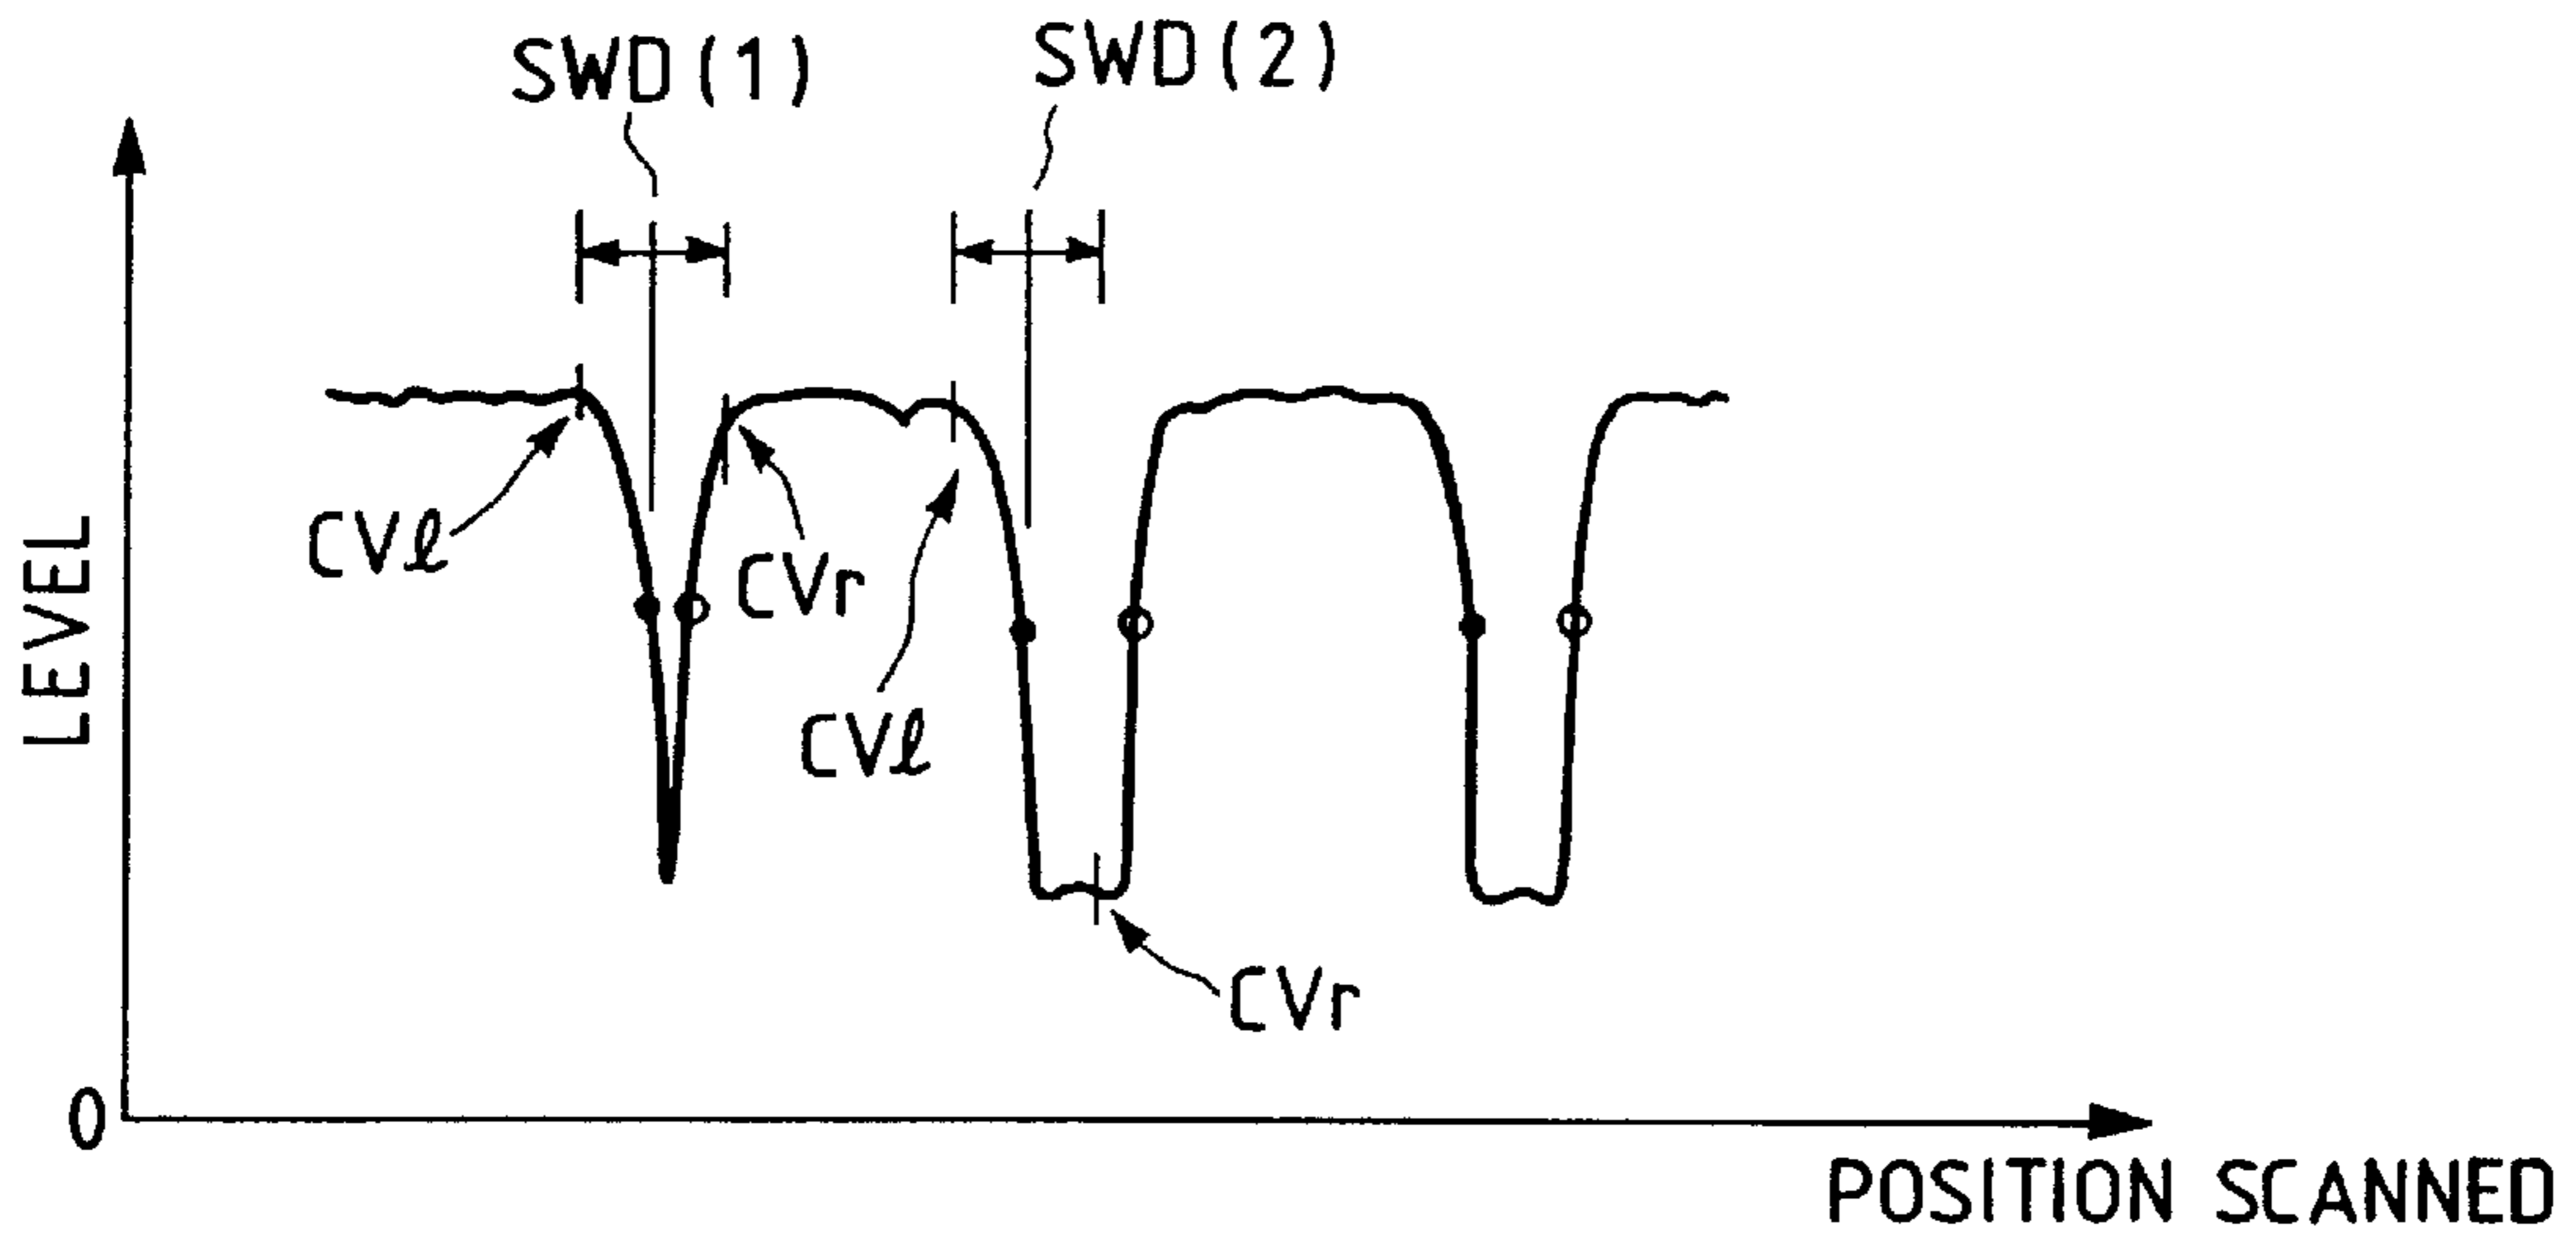 SWD(1)
SWD(2)
CVℓ
CVr
CVℓ
CVr
LEVEL
0
POSITION SCANNED